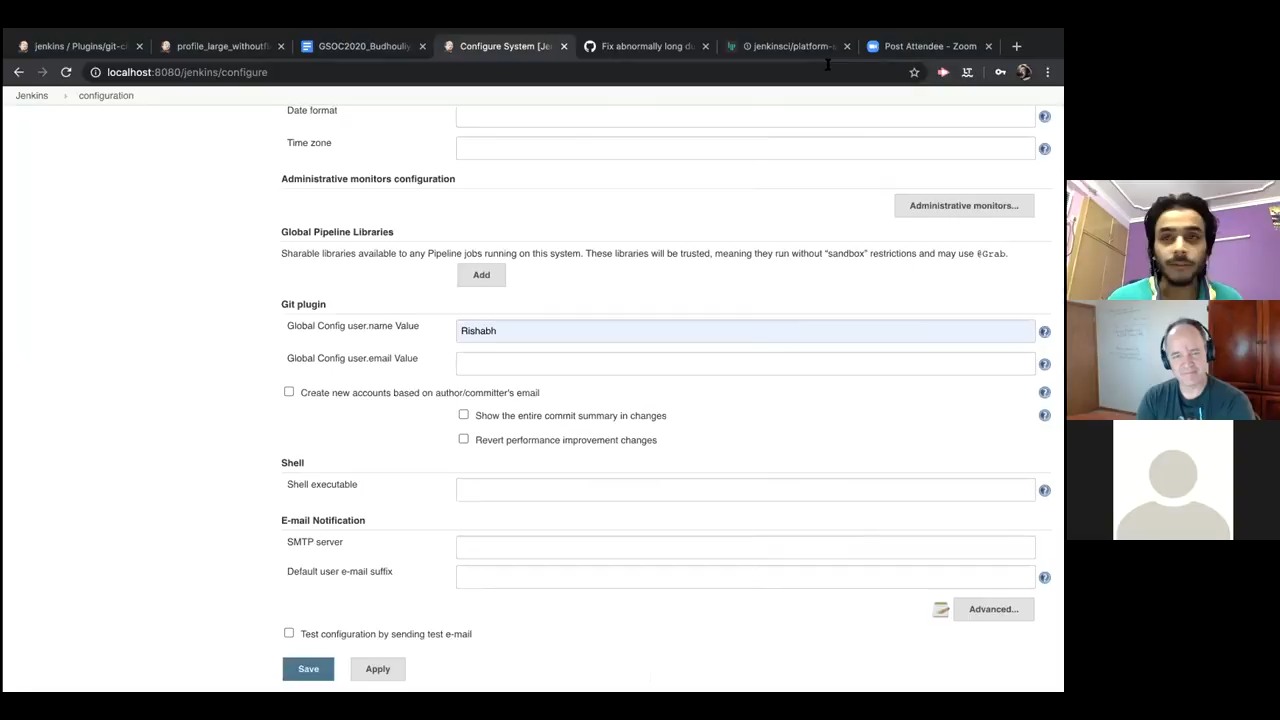 jenkins / Plugins/git-cl
profile_large_withoutfi
GSOC2020_Budhouliy
Configure System [Je
Fix abnormally long d
jenkinsci/platform-s
Post Attendee - Zoom
localhost:8080/jenkins/configure
Jenkins
configuration
Date format
Time zone
Administrative monitors configuration
Administrative monitors...
Global Pipeline Libraries
Sharable libraries available to any Pipeline jobs running on this system. These libraries will be trusted, meaning they run without “sandbox” restrictions and may use @Grab.
Add
Git plugin
Global Config user.name Value
Rishabh
Global Config user.email Value
Create new accounts based on author/committer's email
Show the entire commit summary in changes
Revert performance improvement changes
Shell
Shell executable
E-mail Notification
SMTP server
Default user e-mail suffix
Advanced...
Test configuration by sending test e-mail
Save
Apply